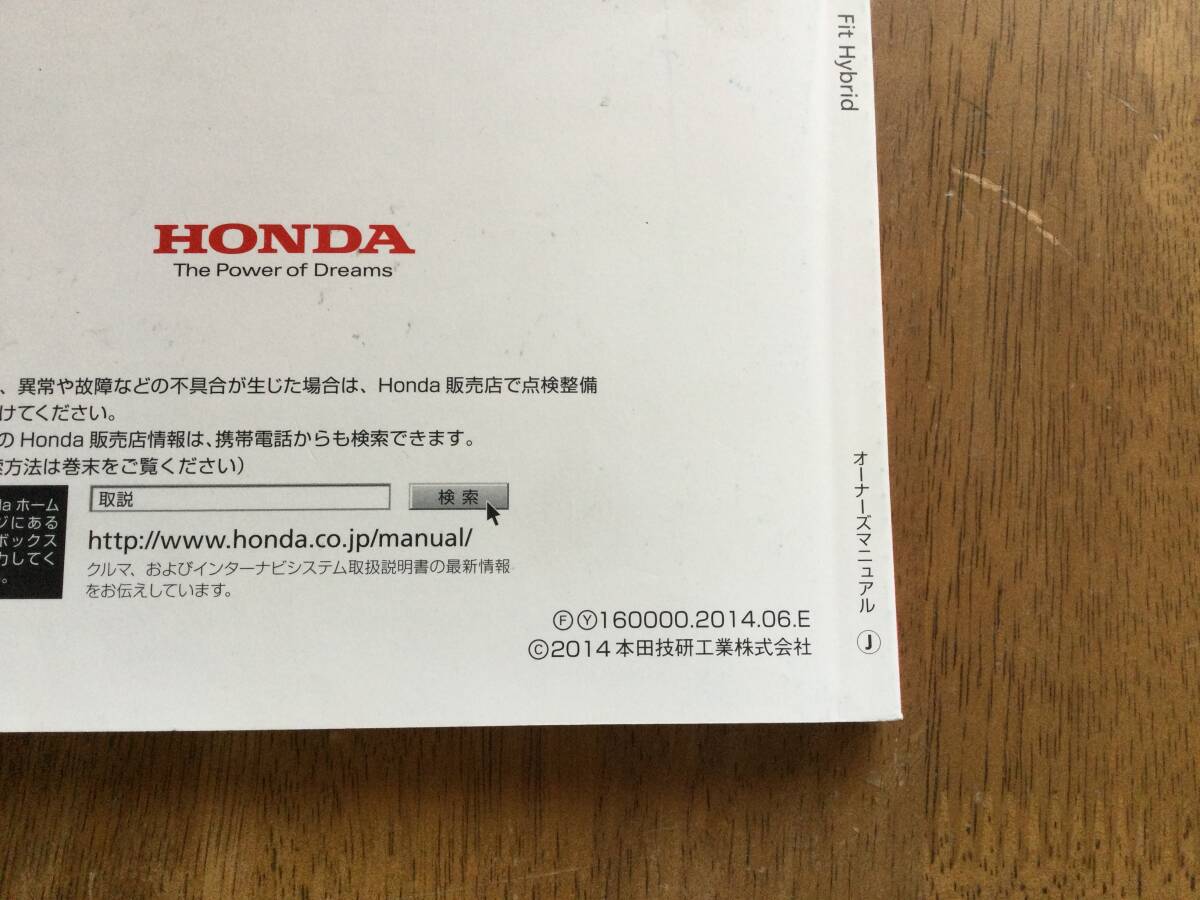 Fit Hybrid
HONDA
The Power of Dreams
、異常や故障などの不具合が生じた場合は、Honda 販売店で点検整備
けてください。
の Honda 販売店情報は、携帯電話からも検索できます。
方法は巻末をご覧ください）
ホーム
ジにある
ボックス
力してく
。
取説
検索
http://www.honda.co.jp/manual/
クルマ、およびインターナビシステム取扱説明書の最新情報
をお伝えしています。
オーナーズマニュアル Ⓙ
ⒻⓎ160000.2014.06.E
©2014 本田技研工業株式会社